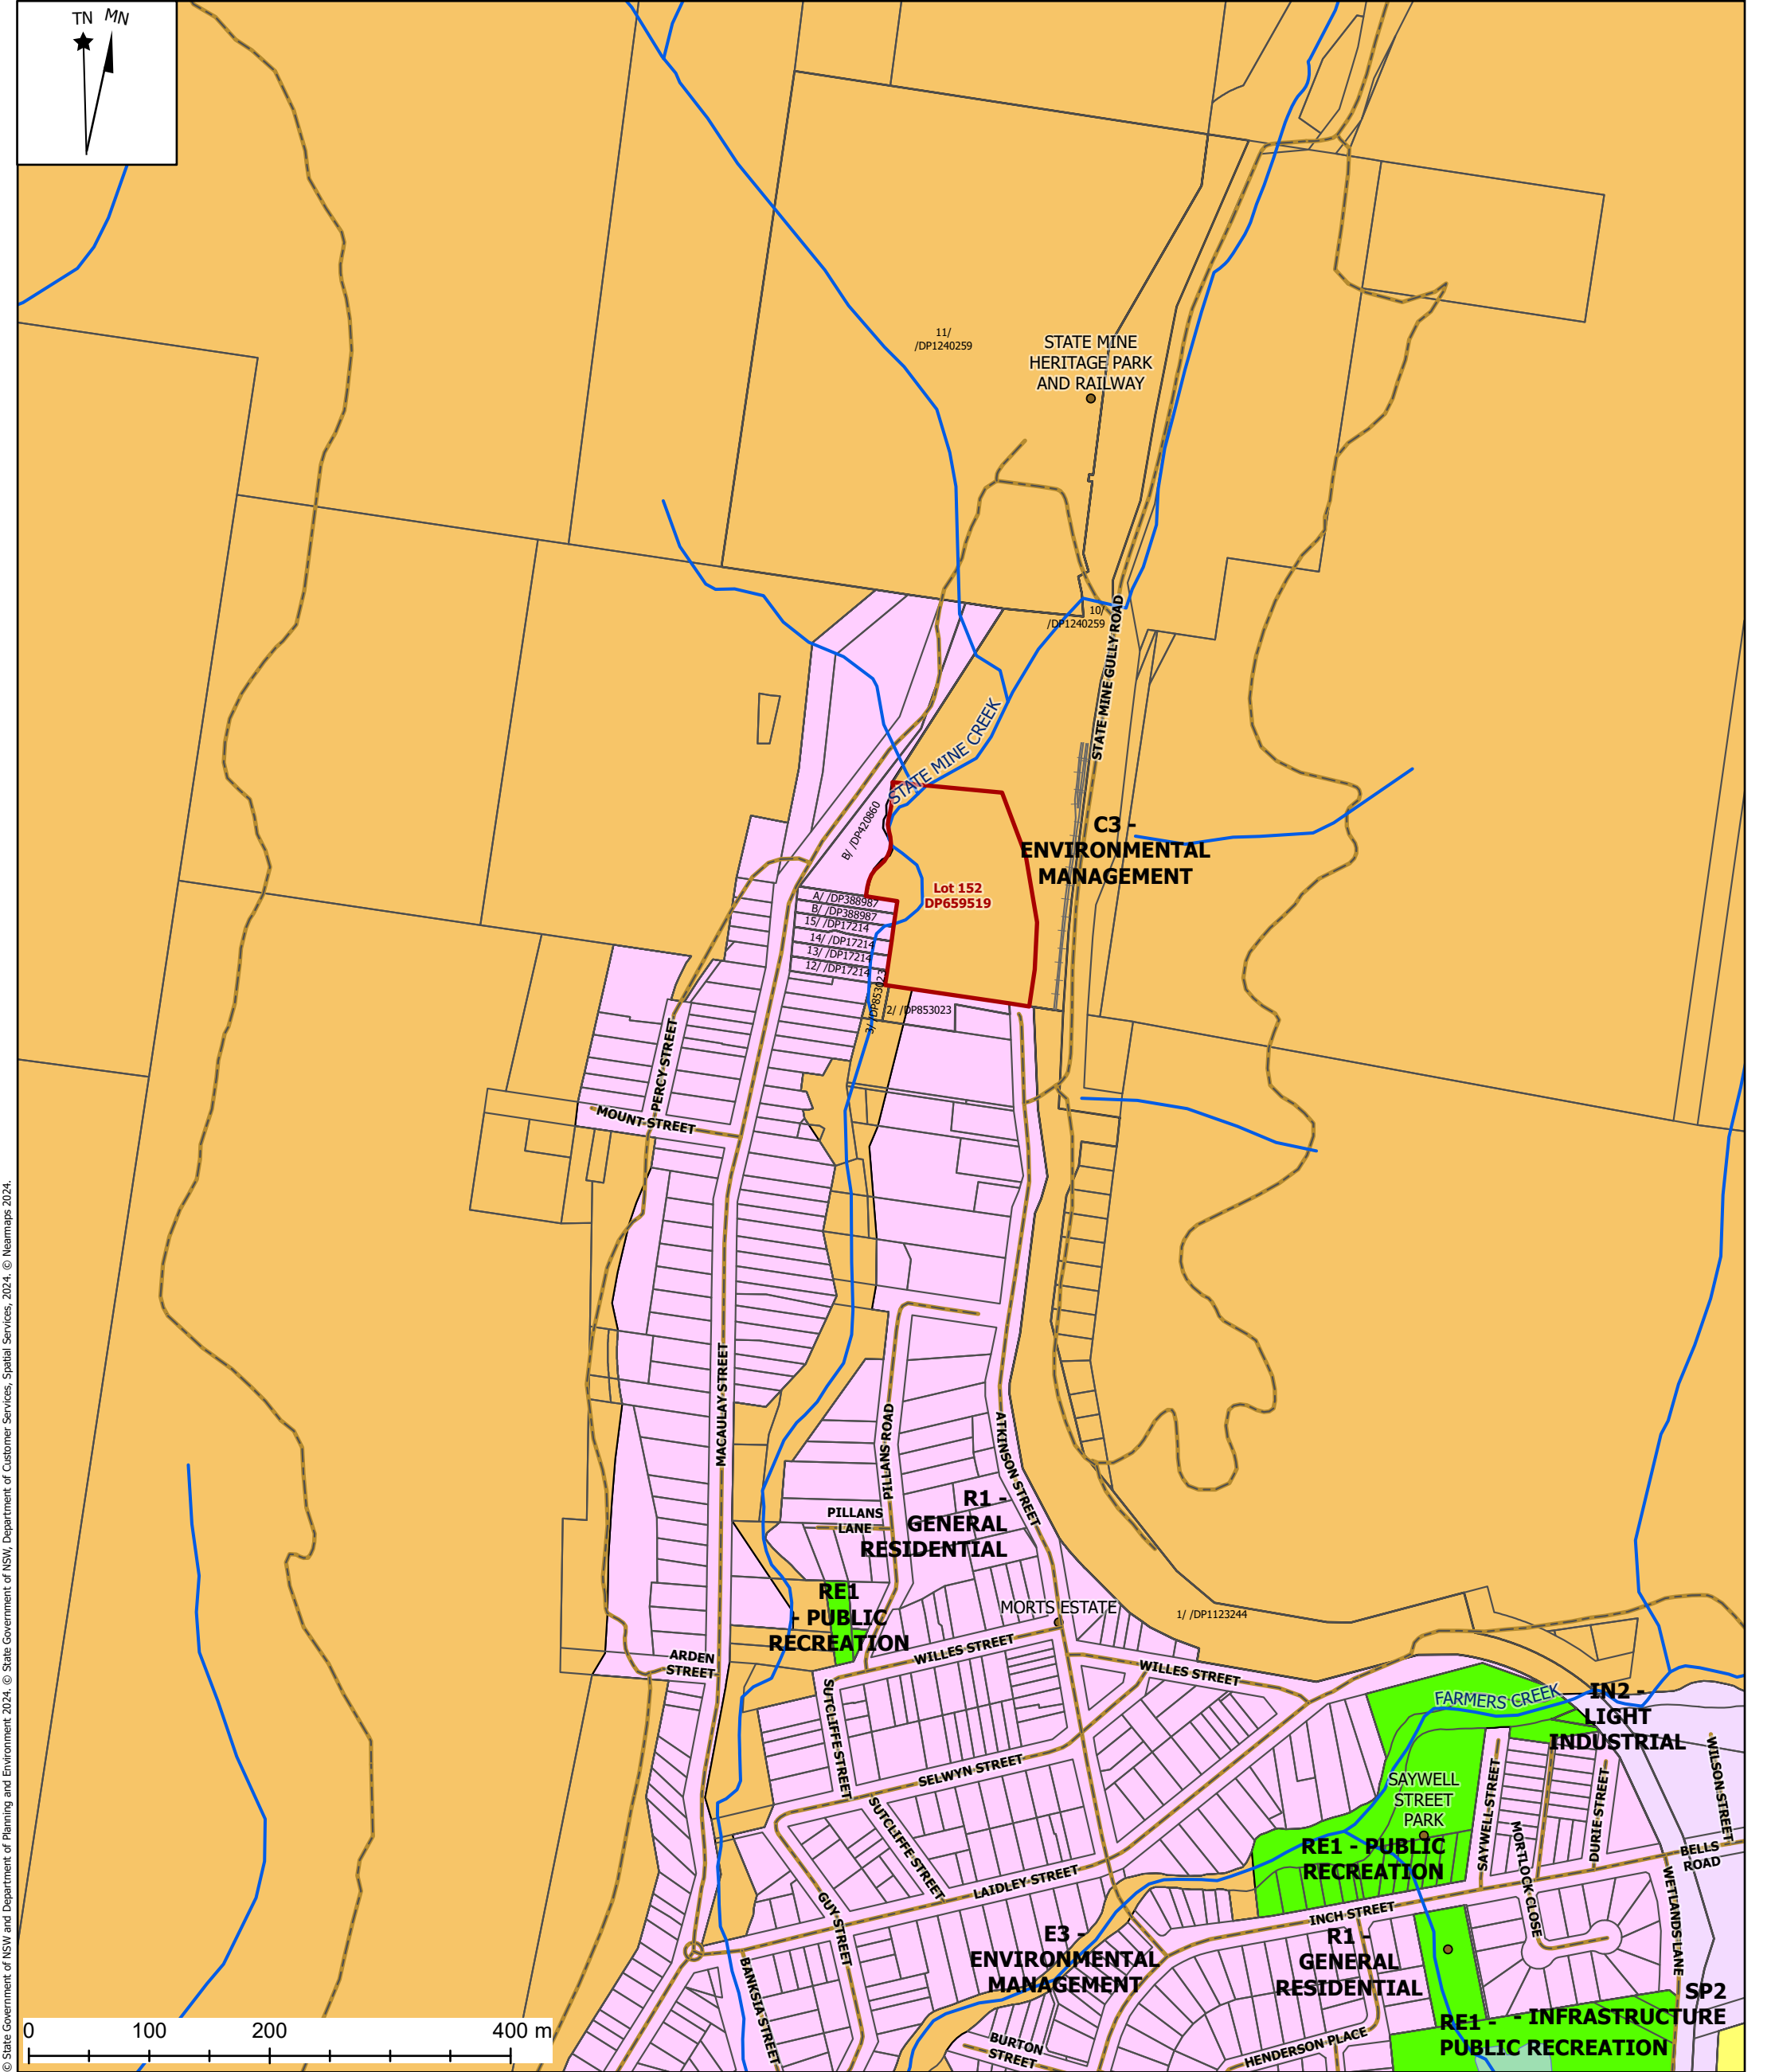 TN MN
11/
/DP1240259
STATE MINE
HERITAGE PARK
AND RAILWAY
10/
/DP1240259
STATE MINE GULLY ROAD
STATE MINE CREEK
B/ /DP420860
C3 -
ENVIRONMENTAL
MANAGEMENT
Lot 152
DP659519
A/ /DP388987
B/ /DP388987
15/ /DP17214
14/ /DP17214
13/ /DP17214
12/ /DP17214
3/ /DP853023
2/ /DP853023
PERCY STREET
MOUNT STREET
MACAULAY STREET
PILLANS ROAD
ATKINSON STREET
R1 -
GENERAL
RESIDENTIAL
PILLANS
LANE
RE1
- PUBLIC
RECREATION
MORTS ESTATE
1/ /DP1123244
ARDEN
STREET
WILLES STREET
WILLES STREET
SUTCLIFFE STREET
SELWYN STREET
SUTCLIFFE STREET
FARMERS CREEK
IN2 -
LIGHT
INDUSTRIAL
WILSON STREET
SAYWELL
STREET
PARK
SAYWELL STREET
MORTLOCK CLOSE
DURIE STREET
BELLS
ROAD
RE1 - PUBLIC
RECREATION
LAIDLEY STREET
GUY STREET
INCH STREET
WETLANDS LANE
E3 -
ENVIRONMENTAL
MANAGEMENT
R1 -
GENERAL
RESIDENTIAL
BANKSIA STREET
BURTON
STREET
HENDERSON PLACE
SP2
- INFRASTRUCTURE
RE1 -
PUBLIC RECREATION
0 100 200 400 m
© State Government of NSW and Department of Planning and Environment 2024. © State Government of NSW, Department of Customer Services, Spatial Services, 2024. © Nearmaps 2024.